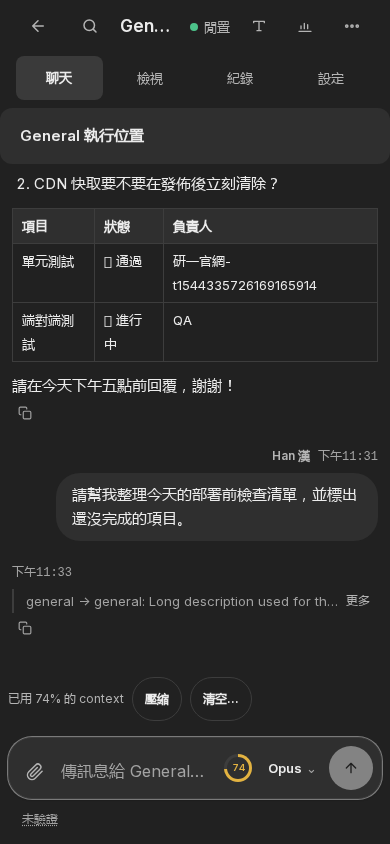 Gen…
閒置
聊天
檢視
紀錄
設定
General 執行位置
2. CDN 快取要不要在發佈後立刻清除？
項目 狀態 負責人
單元測試 通過 研一官網-
t1544335726169165914
端對端測 進行 QA
試 中
請在今天下午五點前回覆，謝謝！
Han 漢 下午11:31
請幫我整理今天的部署前檢查清單，並標出
還沒完成的項目。
下午11:33
general → general: Long description used for th… 更多
已用 74% 的 context 壓縮 清空…
傳訊息給 General… 74 Opus
未驗證